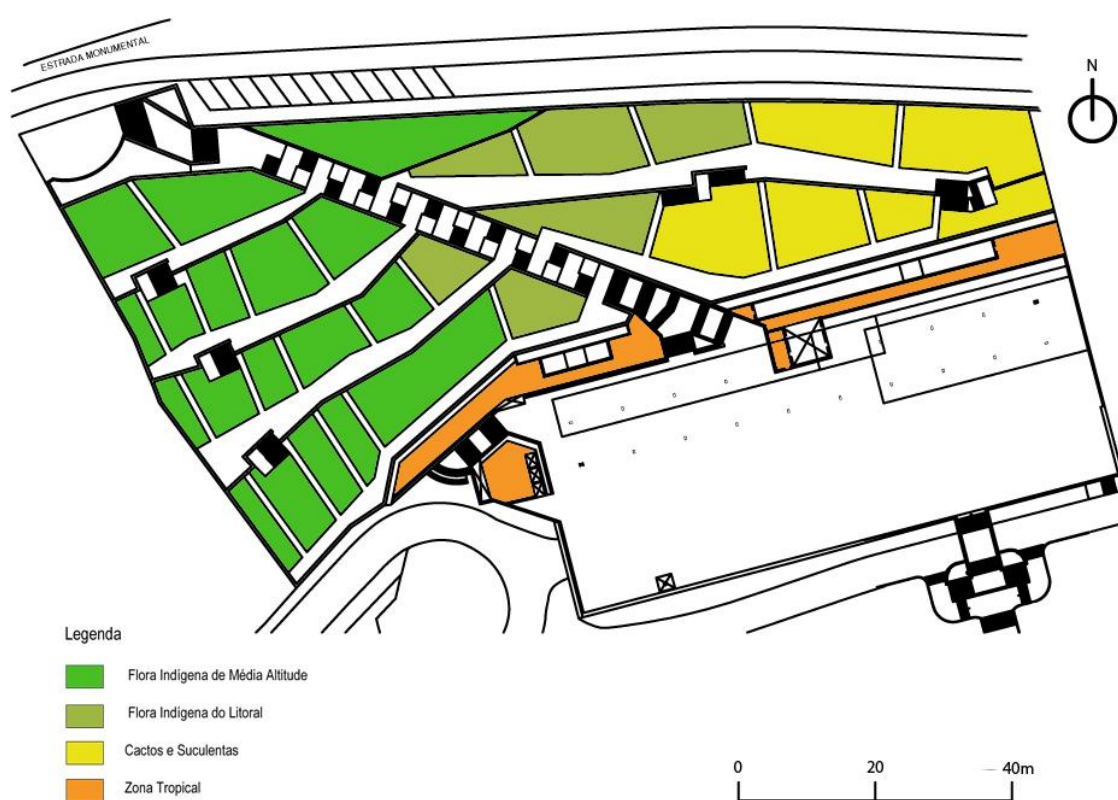 ESTRADA MONUMENTAL
N
Legenda
Flora Indígena de Média Altitude
Flora Indígena do Litoral
Cactos e Suculentas
Zona Tropical
0 20 40m